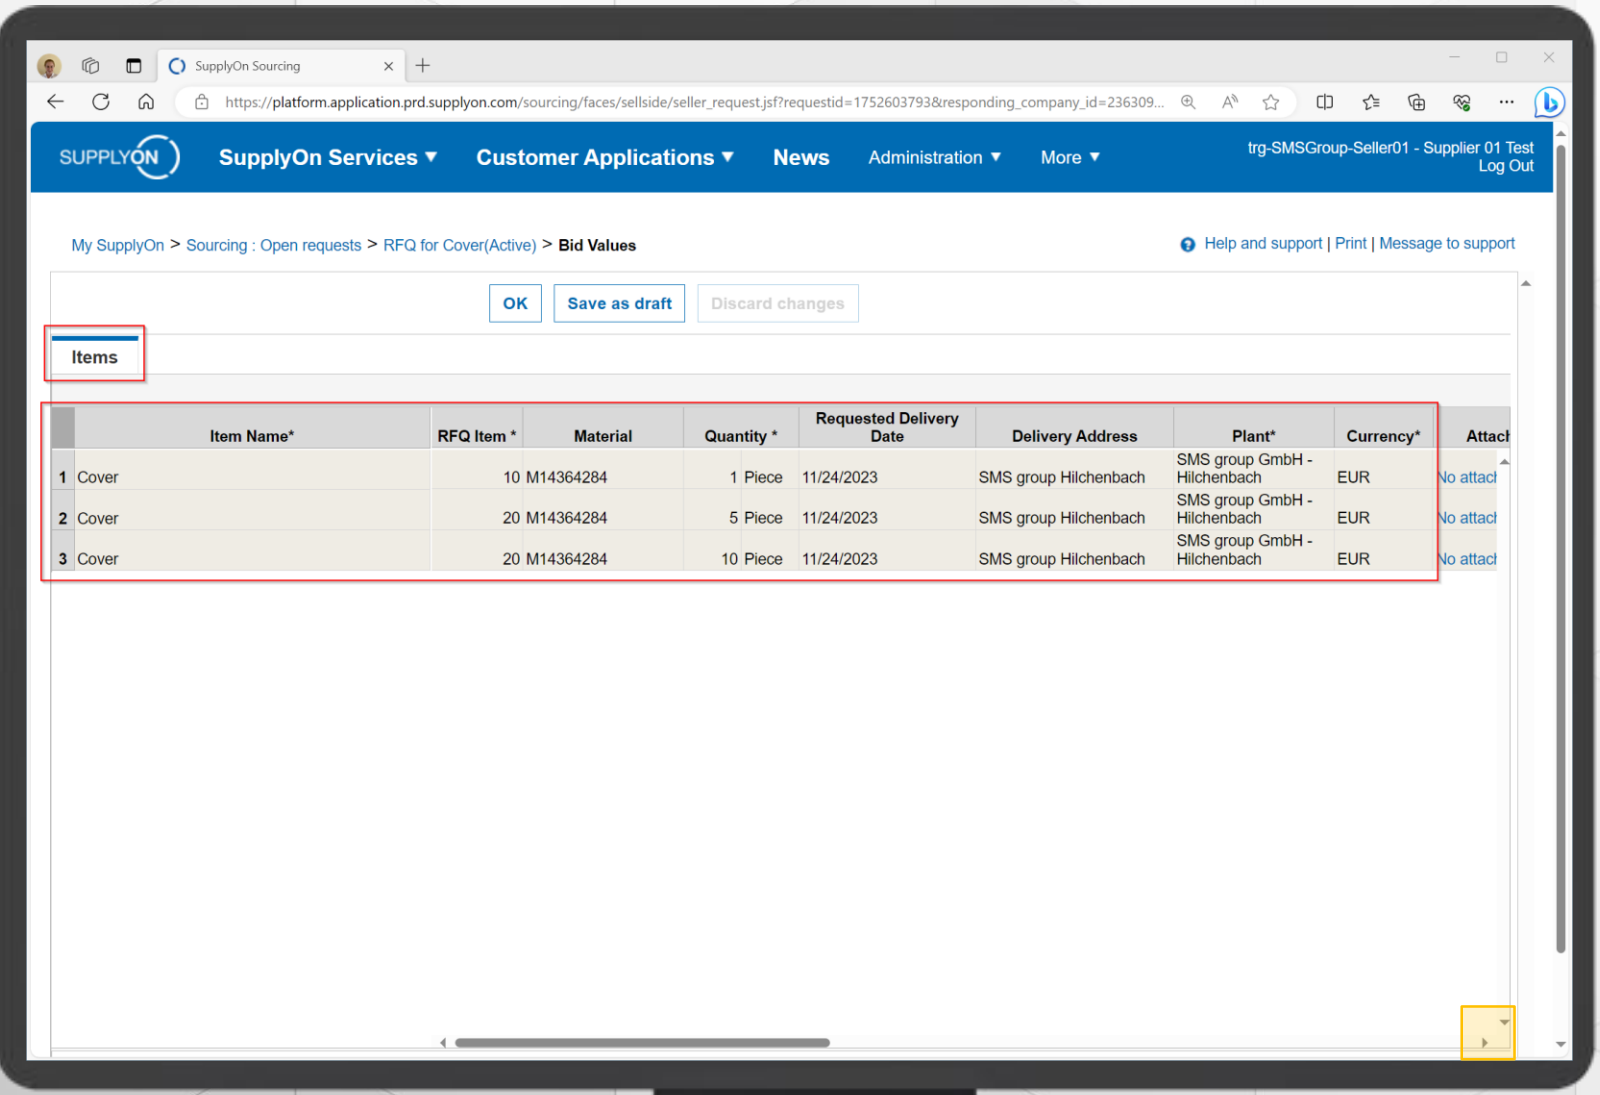 SupplyOn Sourcing
https://platform.application.prd.supplyon.com/sourcing/faces/sellside/seller_request.jsf?requestid=1752603793&responding_company_id=236309...
SUPPLYON
SupplyOn Services ▼ Customer Applications ▼ News Administration ▼ More ▼
trg-SMSGroup-Seller01 - Supplier 01 Test
Log Out
My SupplyOn > Sourcing : Open requests > RFQ for Cover(Active) > Bid Values
Help and support | Print | Message to support
OK Save as draft Discard changes
Items
Item Name* RFQ Item * Material Quantity * Requested Delivery Date Delivery Address Plant* Currency* Attach
1 Cover 10 M14364284 1 Piece 11/24/2023 SMS group Hilchenbach SMS group GmbH - Hilchenbach EUR No attach
2 Cover 20 M14364284 5 Piece 11/24/2023 SMS group Hilchenbach SMS group GmbH - Hilchenbach EUR No attach
3 Cover 20 M14364284 10 Piece 11/24/2023 SMS group Hilchenbach SMS group GmbH - Hilchenbach EUR No attach